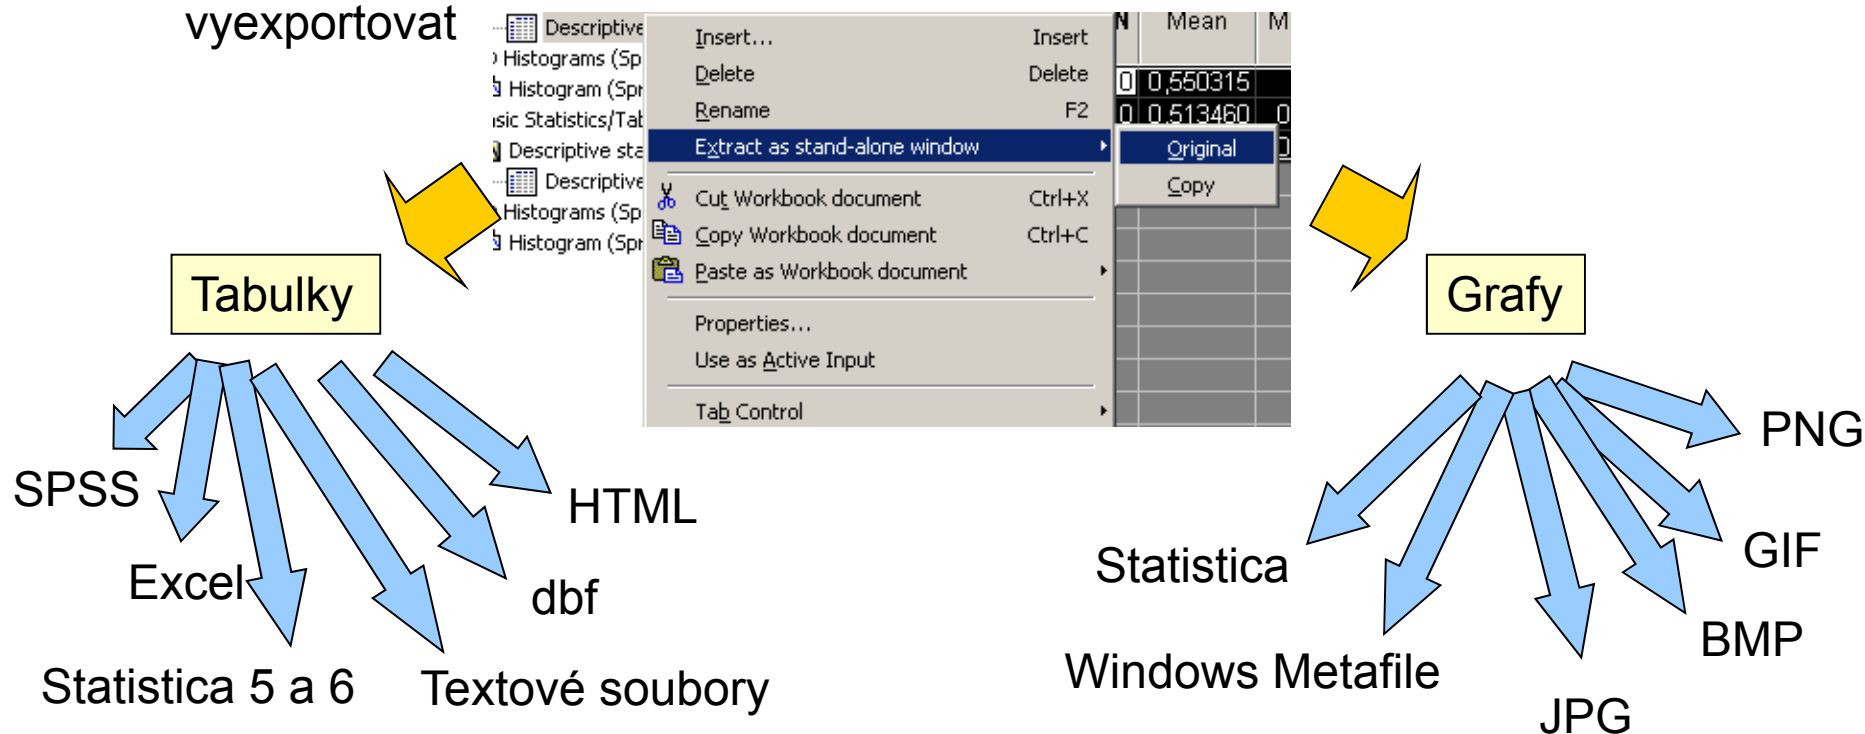 vyexportovat
Descriptive
Histograms (Sp
Histogram (Spr
sic Statistics/Tab
Descriptive sta
Descriptive
Histograms (Sp
Histogram (Spr
Insert... Insert
Delete Delete
Rename F2
Extract as stand-alone window
Cut Workbook document Ctrl+X
Copy Workbook document Ctrl+C
Paste as Workbook document
Properties...
Use as Active Input
Tab Control
Original
Copy
N Mean M
0 0,550315
0 0,513460 0
Tabulky
SPSS
Excel
Statistica 5 a 6
Textové soubory
dbf
HTML
Grafy
Statistica
Windows Metafile
JPG
BMP
GIF
PNG